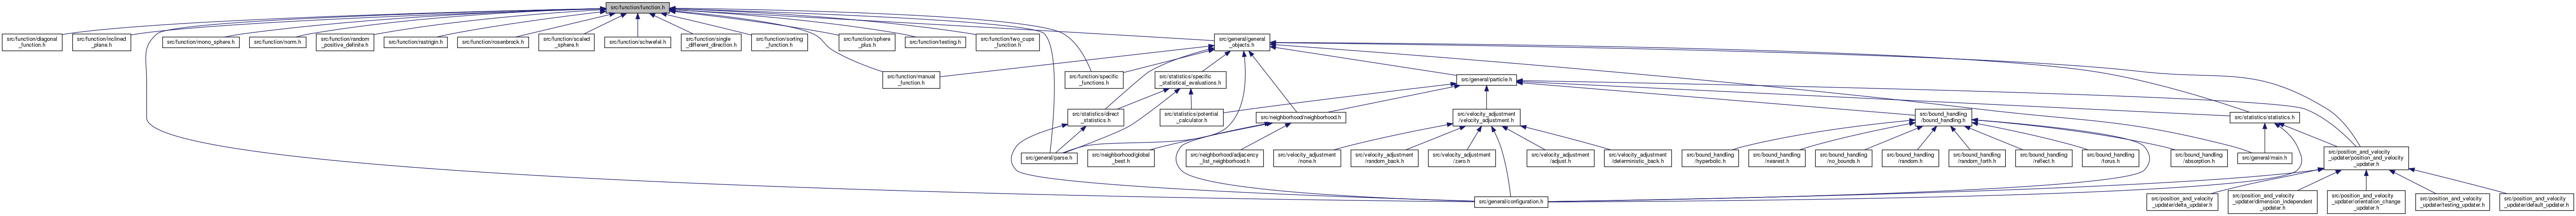 src/function/function.h
src/function/diagonal
_function.h
src/function/inclined
_plane.h
src/function/mono_sphere.h
src/function/norm.h
src/function/random
_positive_definite.h
src/function/rastrigin.h
src/function/rosenbrock.h
src/function/scaled
_sphere.h
src/function/schwefel.h
src/function/single
_different_direction.h
src/function/sorting
_function.h
src/function/sphere
_plus.h
src/function/testing.h
src/function/two_cups
_function.h
src/general/general
_objects.h
src/function/manual
_function.h
src/function/specific
_functions.h
src/statistics/specific
_statistical_evaluations.h
src/general/particle.h
src/statistics/direct
_statistics.h
src/statistics/potential
_calculator.h
src/neighborhood/neighborhood.h
src/velocity_adjustment
/velocity_adjustment.h
src/bound_handling
/bound_handling.h
src/statistics/statistics.h
src/general/parse.h
src/neighborhood/global
_best.h
src/neighborhood/adjacency
_list_neighborhood.h
src/velocity_adjustment
/none.h
src/velocity_adjustment
/random_back.h
src/velocity_adjustment
/zero.h
src/velocity_adjustment
/adjust.h
src/velocity_adjustment
/deterministic_back.h
src/bound_handling
/hyperbolic.h
src/bound_handling
/nearest.h
src/bound_handling
/no_bounds.h
src/bound_handling
/random.h
src/bound_handling
/random_forth.h
src/bound_handling
/reflect.h
src/bound_handling
/torus.h
src/bound_handling
/absorption.h
src/general/main.h
src/position_and_velocity
_updater/position_and_velocity
_updater.h
src/general/configuration.h
src/position_and_velocity
_updater/delta_updater.h
src/position_and_velocity
_updater/dimension_independent
_updater.h
src/position_and_velocity
_updater/orientation_change
_updater.h
src/position_and_velocity
_updater/testing_updater.h
src/position_and_velocity
_updater/default_updater.h